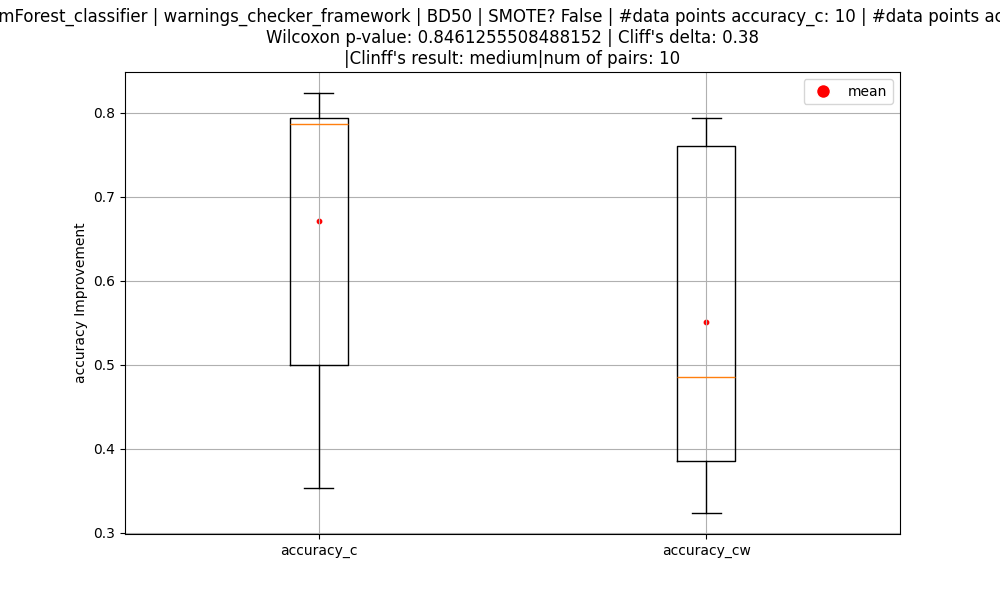 mForest_classifier | warnings_checker_framework | BD50 | SMOTE? False | #data points accuracy_c: 10 | #data points ac
Wilcoxon p-value: 0.8461255508488152 | Cliff's delta: 0.38
|Clinff's result: medium|num of pairs: 10
mean
0.8
0.7
0.6
0.5
0.4
0.3
accuracy Improvement
accuracy_c
accuracy_cw